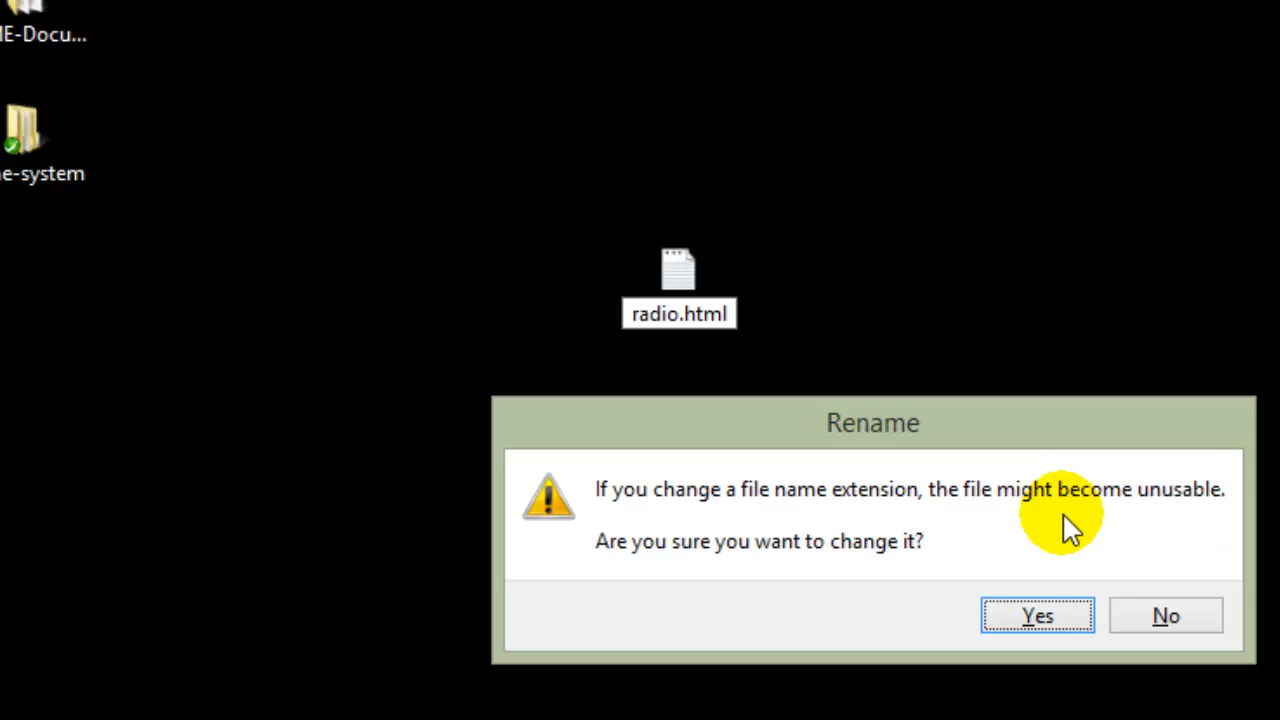 E-Docu...
e-system
radio.html
Rename
If you change a file name extension, the file might become unusable.
Are you sure you want to change it?
Yes
No